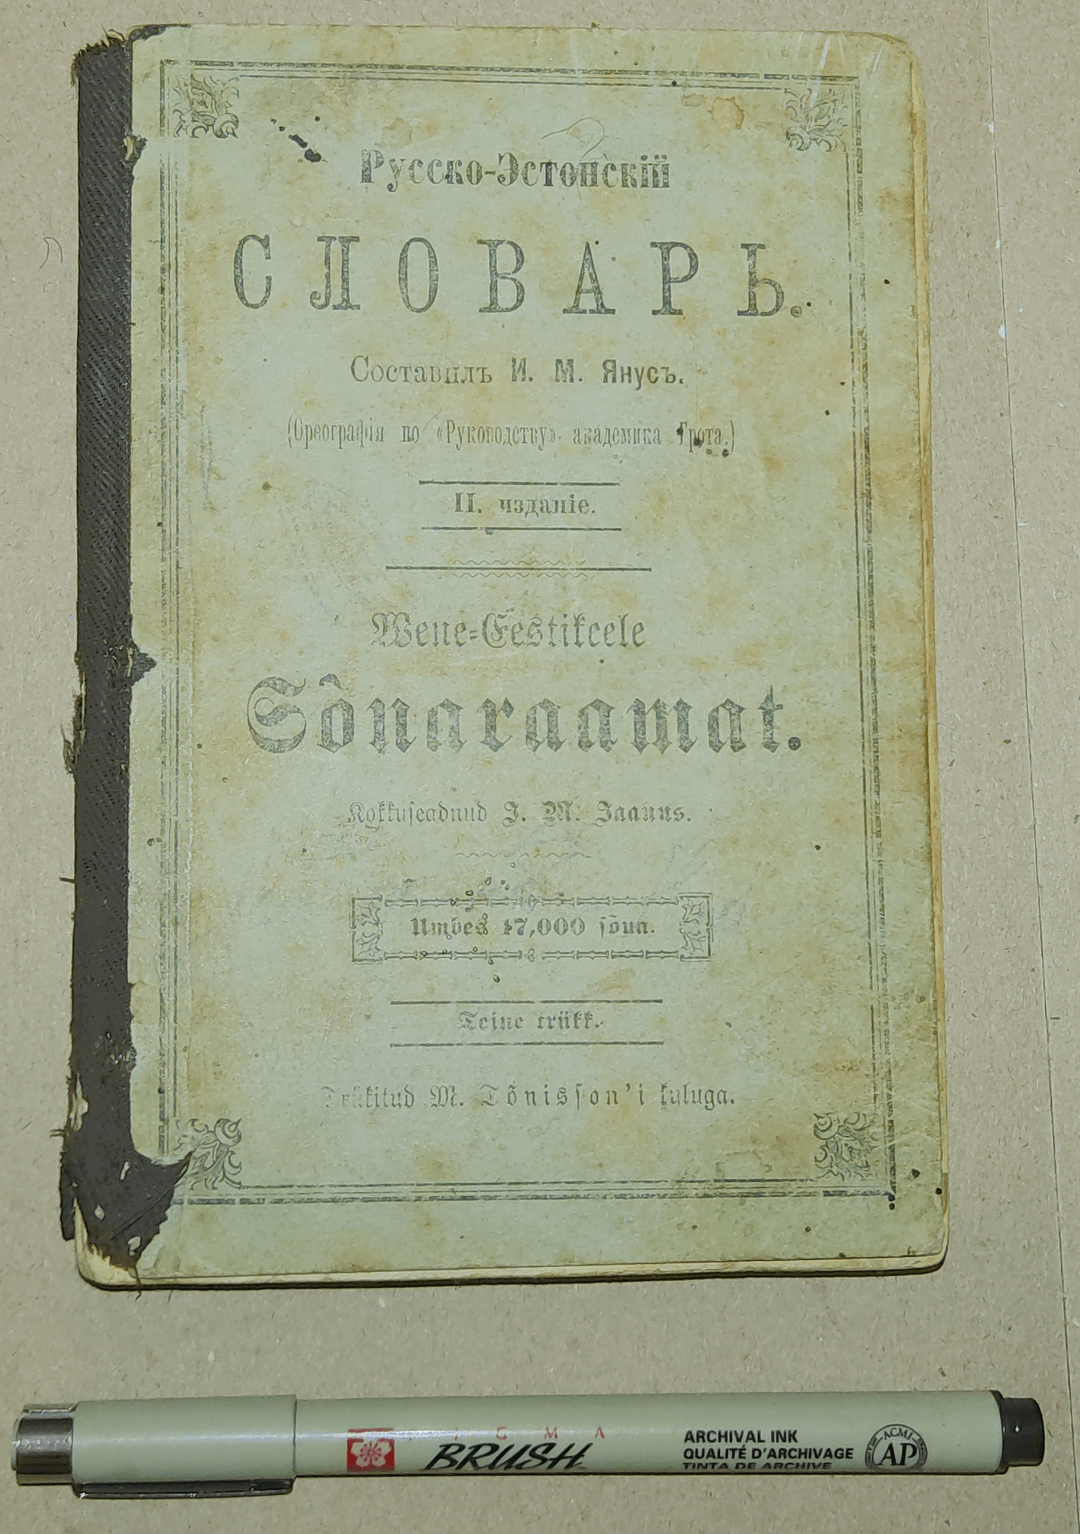 Русско-Эстонскій
СЛОВАРЬ.
Составилъ И. М. Янусъ.
(Ореографія по «Руководству» академика Грота.)
II. изданіе.
Wene-Eestikeele
Sõnaraamat.
Kokkuseadnud J. M. Jaanus.
Umbes 17,000 sõna.
Teine trükk.
Trükitud M. Tõnisson'i kuluga.
SIGMA
BRUSH
ARCHIVAL INK
QUALITÉ D'ARCHIVAGE
TINTA DE ARCHIVE
ACMI
AP